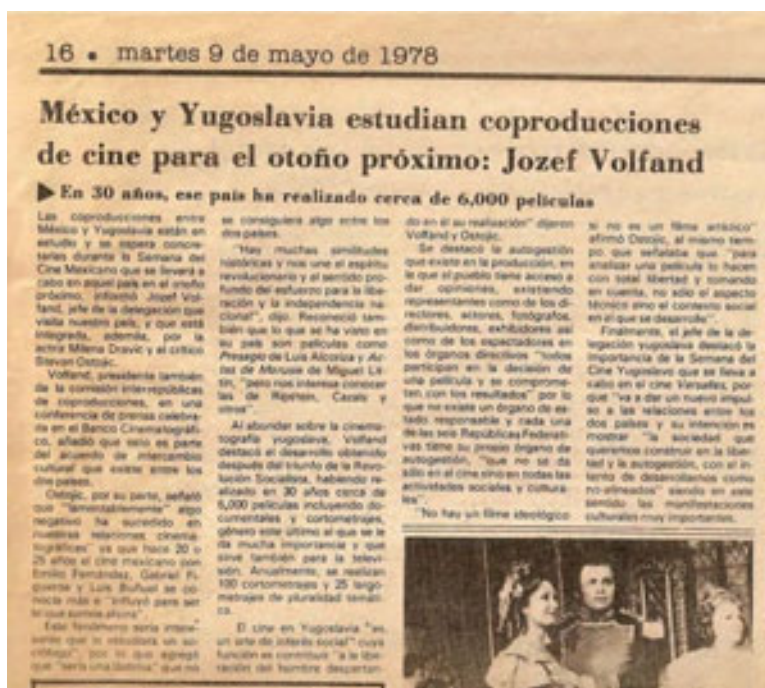 16 • martes 9 de mayo de 1978
México y Yugoslavia estudian coproducciones
de cine para el otoño próximo: Jozef Volfand
▶ En 30 años, ese país ha realizado cerca de 6,000 películas
Las coproducciones entre
México y Yugoslavia están en
estudio y se espera concre-
tarlas durante la Semana del
Cine Mexicano que se llevará a
cabo en aquel país en el otoño
próximo, informó Jozef Vol-
fand, jefe de la delegación que
visita nuestro país, y que está
integrada, además, por la
actriz Milena Dravic y el crítico
Stevan Ostojic.
Volfand, presidente también
de la comisión interrepúblicas
de coproducciones, en una
conferencia de prensa celebra-
da en el Banco Cinematográfi-
co, añadió que esto es parte
del acuerdo de intercambio
cultural que existe entre los
dos países.
Ostojic, por su parte, señaló
que "lamentablemente" algo
negativo ha sucedido en
nuestras relaciones cinema-
tográficas" ya que hace 20 o
25 años el cine mexicano con
Emilio Fernández, Gabriel Fi-
gueroa y Luis Buñuel se co-
nocía más e "influyó para ser
lo que somos ahora".
Este fenómeno sería intere-
sante que lo estudiara un so-
ciólogo", por lo que agregó
que "sería una lástima" que no
se consiguiera algo entre los
dos países.
"Hay muchas similitudes
históricas y nos une el espíritu
revolucionario y el sentido pro-
fundo del esfuerzo para la libe-
ración y la independencia na-
cional", dijo. Reconoció tam-
bién que lo que se ha visto en
su país son películas como
Presagio de Luis Alcoriza y Ac-
tas de Marusia de Miguel Lit-
tín, "pero nos interesa conocer
las de Ripstein, Cazals y
otros".
Al abundar sobre la cinema-
tografía yugoslava, Volfand
destacó el desarrollo obtenido
después del triunfo de la Revo-
lución Socialista, habiendo re-
alizado en 30 años cerca de
6,000 películas incluyendo do-
cumentales y cortometrajes,
género este último al que se le
da mucha importancia y que
sirve también para la televi-
sión. Anualmente, se realizan
100 cortometrajes y 25 largo-
metrajes de pluralidad temáti-
ca.
El cine en Yugoslavia "es
un arte de interés social" cuya
función es contribuir "a la libe-
ración del hombre despertan-
do en él su realización" dijeron
Volfand y Ostojic.
Se destacó la autogestión
que existe en la producción, en
la que el pueblo tiene acceso a
dar opiniones, existiendo
representantes como de los di-
rectores, actores, fotógrafos,
distribuidores, exhibidores así
como de los espectadores en
los órganos directivos "todos
participan en la decisión de
una película y se comprome-
ten con los resultados" por lo
que no existe un órgano de es-
tado responsable y cada una
de las seis Repúblicas Federati-
vas tiene su propio órgano de
autogestión, "que no se da
sólo en el cine sino en todas las
actividades sociales y cultura-
les".
"No hay un filme ideológico
si no es un filme artístico"
afirmó Ostojic, al mismo tiem-
po, que señalaba que "para
analizar una película lo hacen
con total libertad y tomando
en cuenta, no sólo el aspecto
técnico sino el contexto social
en el que se desarrolla".
Finalmente, el jefe de la de-
legación yugoslava destacó la
importancia de la Semana del
Cine Yugoslavo que se lleva a
cabo en el cine Versalles, por-
que "va a dar un nuevo impul-
so a las relaciones entre los
dos países y su intención es
mostrar "la sociedad que
queremos construir en la liber-
tad y la autogestión, con el in-
tento de desarrollarnos como
no-alineados" siendo en este
sentido las manifestaciones
culturales muy importantes.